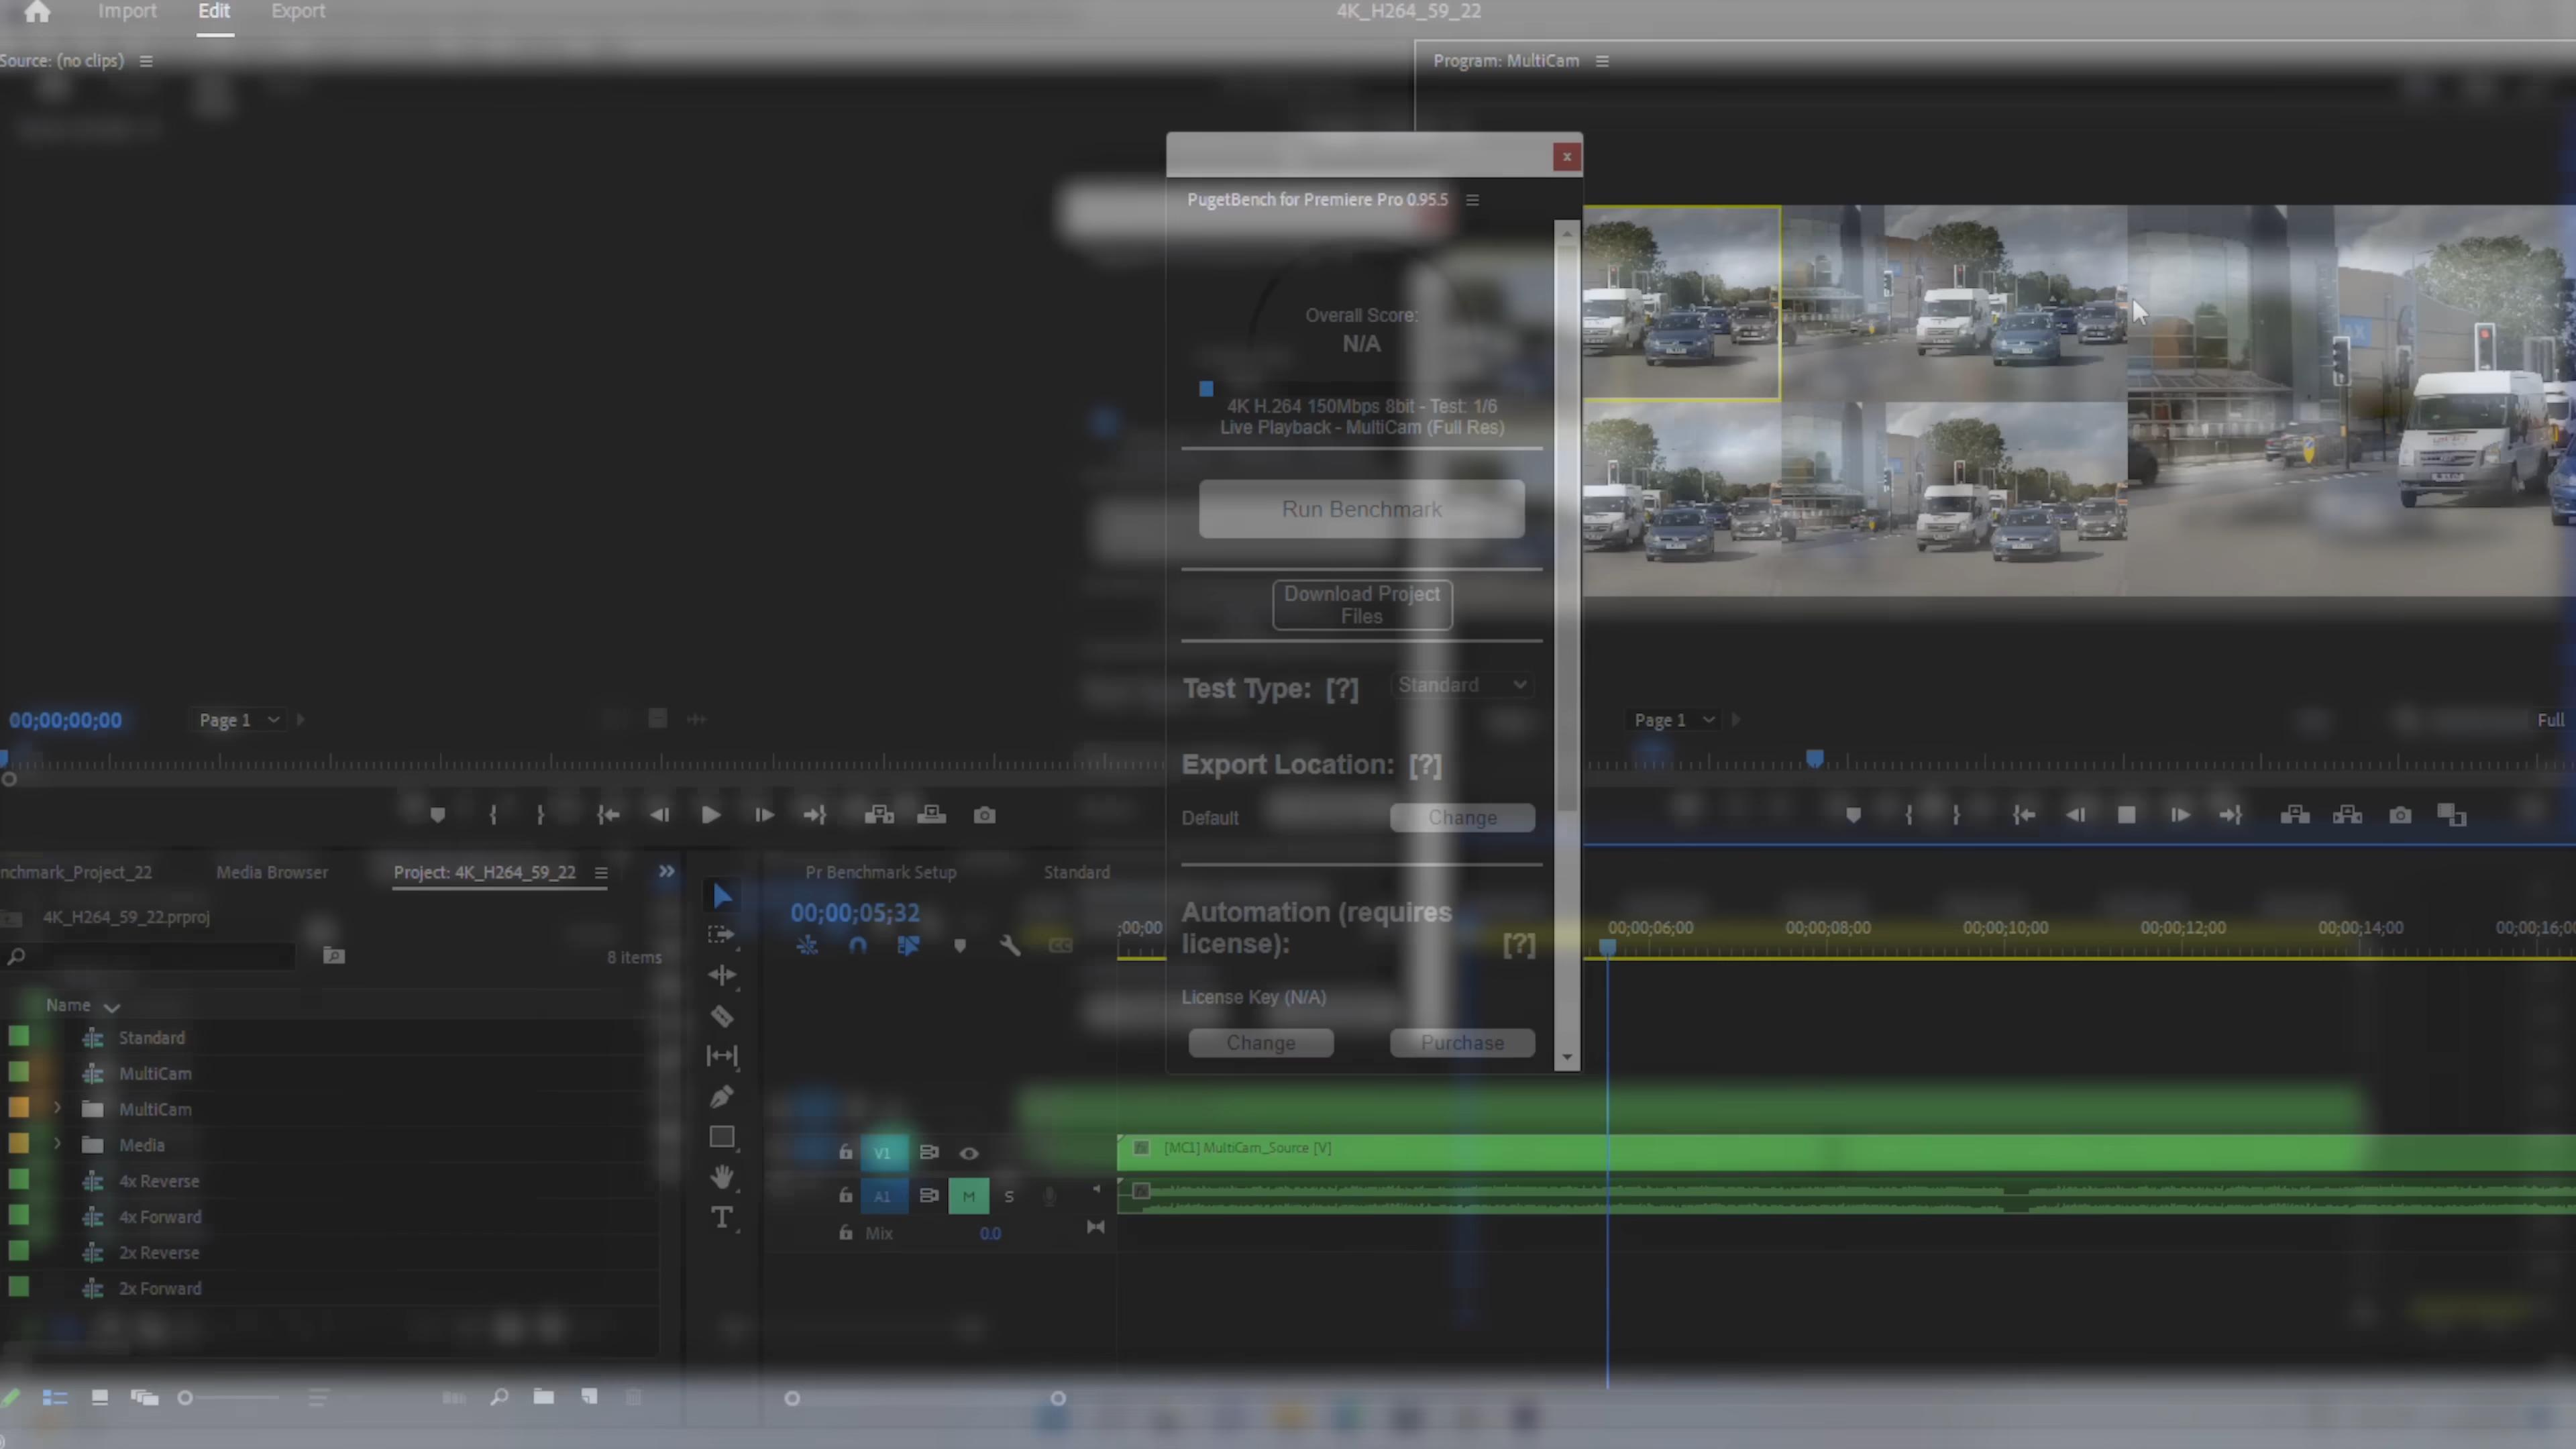 Import Edit Export
4K_H264_59_22
Source: (no clips)
Program: MultiCam
PugetBench for Premiere Pro 0.95.5
Overall Score:
N/A
4K H.264 150Mbps 8bit - Test: 1/6
Live Playback - MultiCam (Full Res)
Run Benchmark
Download Project
Files
Test Type: [?] Standard
Export Location: [?]
Default Change
Automation (requires
license): [?]
License Key (N/A)
Change Purchase
00;00;00;00 Page 1
Page 1 Full
nchmark_Project_22 Media Browser Project: 4K_H264_59_22
4K_H264_59_22.prproj
8 items
Name
Standard
MultiCam
MultiCam
Media
4x Reverse
4x Forward
2x Reverse
2x Forward
Pr Benchmark Setup Standard
00;00;05;32
;00;00 00;00;06;00 00;00;08;00 00;00;10;00 00;00;12;00 00;00;14;00 00;00;16;00
V1 [MC1] MultiCam_Source [V]
A1 M S
Mix 0.0